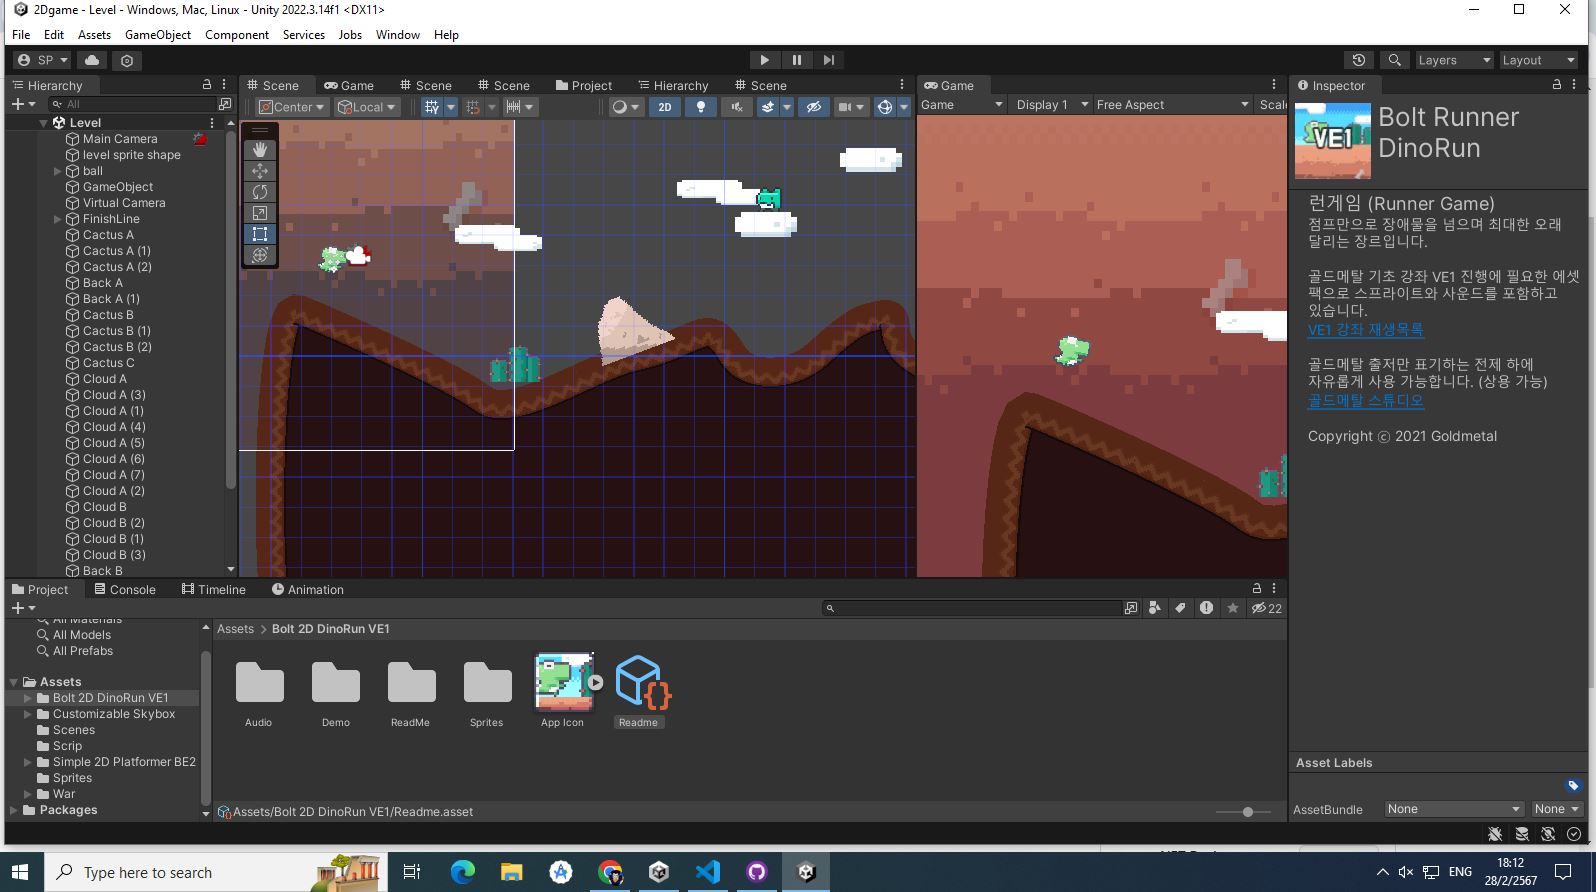 2Dgame - Level - Windows, Mac, Linux - Unity 2022.3.14f1 <DX11>
File Edit Assets GameObject Component Services Jobs Window Help
SP
Layers Layout
Hierarchy
Scene Game Scene Scene Project Hierarchy Scene
Game
Inspector
All
Center Local 2D
Game Display 1 Free Aspect Scale
Level
Main Camera
level sprite shape
ball
GameObject
Virtual Camera
FinishLine
Cactus A
Cactus A (1)
Cactus A (2)
Back A
Back A (1)
Cactus B
Cactus B (1)
Cactus B (2)
Cactus C
Cloud A
Cloud A (3)
Cloud A (1)
Cloud A (4)
Cloud A (5)
Cloud A (6)
Cloud A (7)
Cloud A (2)
Cloud B
Cloud B (2)
Cloud B (1)
Cloud B (3)
Back B
VE1
Bolt Runner
DinoRun
런게임 (Runner Game)
점프만으로 장애물을 넘으며 최대한 오래
달리는 장르입니다.
골드메탈 기초 강좌 VE1 진행에 필요한 에셋
팩으로 스프라이트와 사운드를 포함하고
있습니다.
VE1 강좌 재생목록
골드메탈 출저만 표기하는 전제 하에
자유롭게 사용 가능합니다. (상용 가능)
골드메탈 스튜디오
Copyright ⓒ 2021 Goldmetal
Project Console Timeline Animation
22
All Materials
All Models
All Prefabs
Assets
Bolt 2D DinoRun VE1
Customizable Skybox
Scenes
Scrip
Simple 2D Platformer BE2
Sprites
War
Packages
Assets > Bolt 2D DinoRun VE1
Audio Demo ReadMe Sprites App Icon Readme
Assets/Bolt 2D DinoRun VE1/Readme.asset
Asset Labels
AssetBundle None None
Type here to search
ENG
18:12
28/2/2567